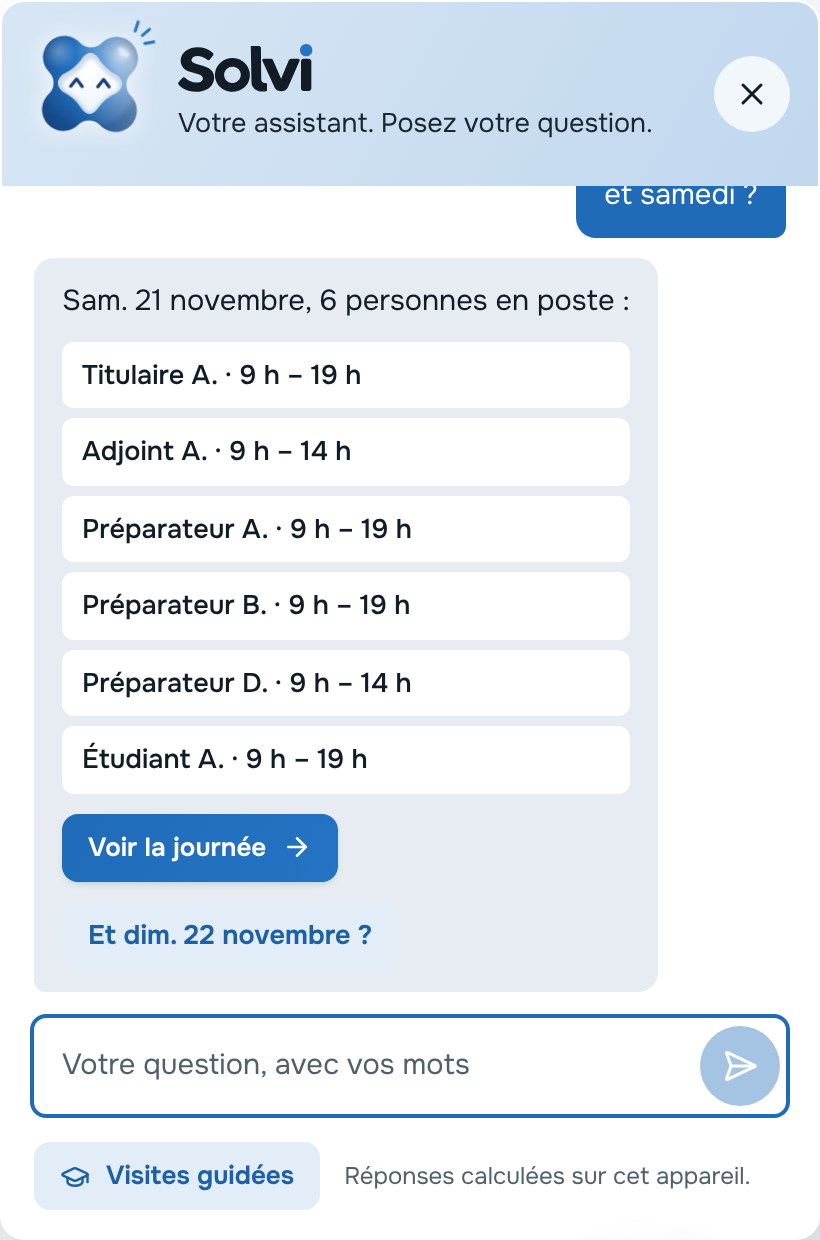 Solvi
Votre assistant. Posez votre question.
et samedi ?
Sam. 21 novembre, 6 personnes en poste :
Titulaire A. · 9 h – 19 h
Adjoint A. · 9 h – 14 h
Préparateur A. · 9 h – 19 h
Préparateur B. · 9 h – 19 h
Préparateur D. · 9 h – 14 h
Étudiant A. · 9 h – 19 h
Voir la journée →
Et dim. 22 novembre ?
Votre question, avec vos mots
Visites guidées
Réponses calculées sur cet appareil.